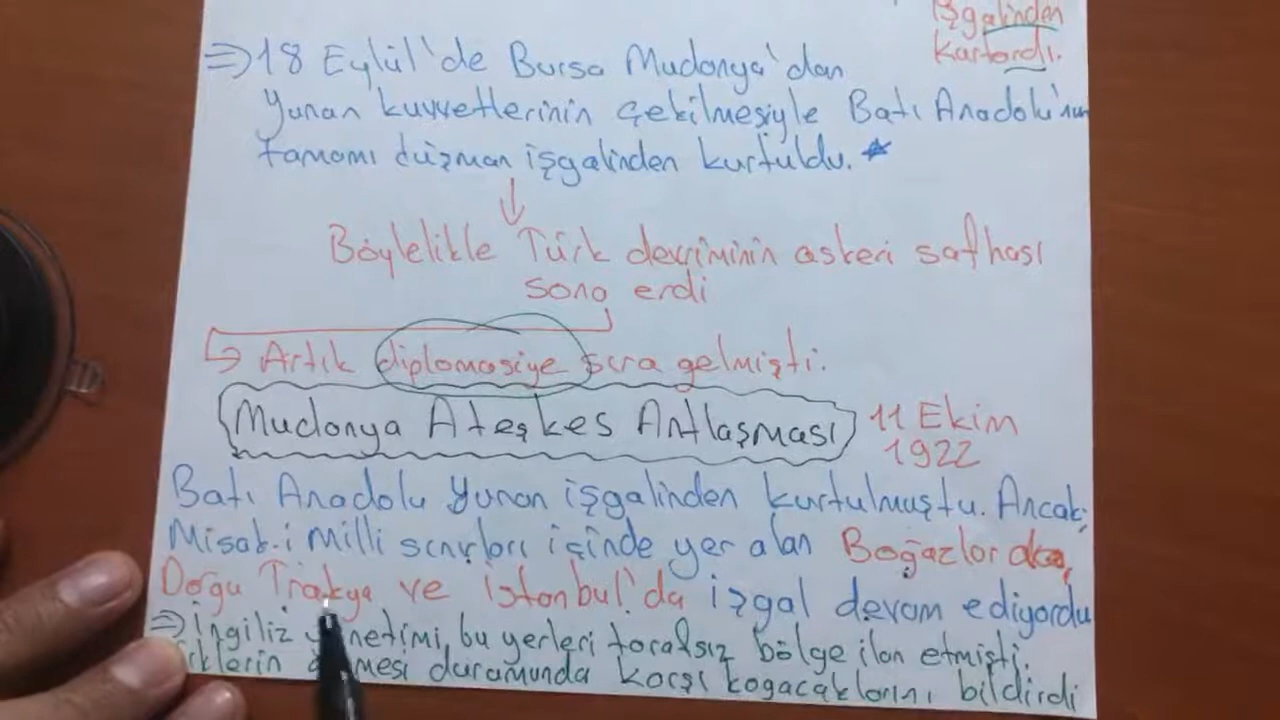 işgalinden
kurtardı.
⇒ 18 Eylül'de Bursa Mudanya'dan
Yunan kuvvetlerinin çekilmesiyle Batı Anadolu'nun
tamamı düşman işgalinden kurtuldu. *
↓
Böylelikle Türk devriminin askeri safhası
sona erdi
↳ Artık diplomasiye sıra gelmişti.
Mudanya Ateşkes Antlaşması 11 Ekim
1922
Batı Anadolu Yunan işgalinden kurtulmuştu. Ancak;
Misak-i Milli sınırları içinde yer alan Boğazlarda,
Doğu Trakya ve İstanbul'da işgal devam ediyordu
⇒ İngiliz yönetimi, bu yerleri tarafsız bölge ilan etmişti.
durumunda karşı koyacaklarını bildirdi